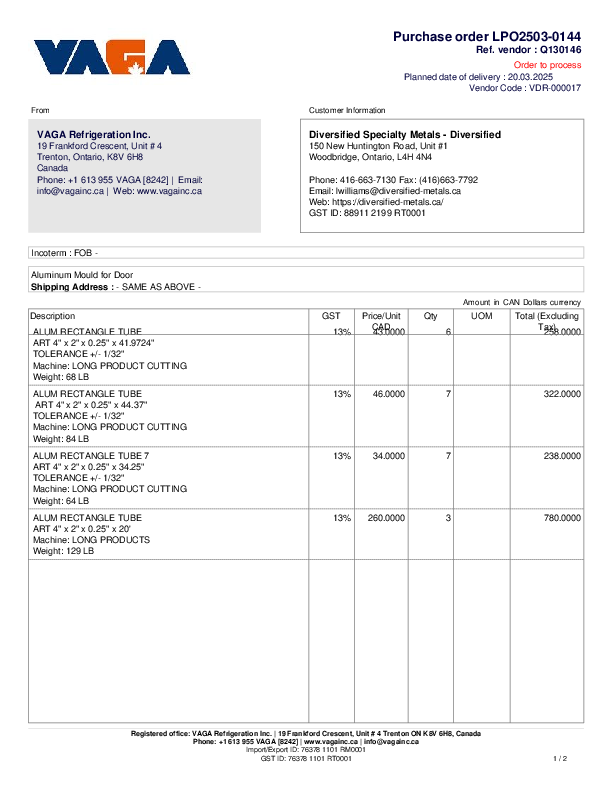 VAGA
Purchase order LPO2503-0144
Ref. vendor : Q130146
Order to process
Planned date of delivery : 20.03.2025
Vendor Code : VDR-000017
From
Customer Information
VAGA Refrigeration Inc.
19 Frankford Crescent, Unit # 4
Trenton, Ontario, K8V 6H8
Canada
Phone: +1 613 955 VAGA [8242] | Email:
info@vagainc.ca | Web: www.vagainc.ca
Diversified Specialty Metals - Diversified
150 New Huntington Road, Unit #1
Woodbridge, Ontario, L4H 4N4
Phone: 416-663-7130 Fax: (416)663-7792
Email: lwilliams@diversified-metals.ca
Web: https://diversified-metals.ca/
GST ID: 88911 2199 RT0001
Incoterm : FOB -
Aluminum Mould for Door
Shipping Address : - SAME AS ABOVE -
Amount in CAN Dollars currency
Description GST Price/Unit CAD Qty UOM Total (Excluding Tax)
ALUM RECTANGLE TUBE 13% 43.0000 6 258.0000
ART 4" x 2" x 0.25" x 41.9724"
TOLERANCE +/- 1/32"
Machine: LONG PRODUCT CUTTING
Weight: 68 LB
ALUM RECTANGLE TUBE 13% 46.0000 7 322.0000
ART 4" x 2" x 0.25" x 44.37"
TOLERANCE +/- 1/32"
Machine: LONG PRODUCT CUTTING
Weight: 84 LB
ALUM RECTANGLE TUBE 7 13% 34.0000 7 238.0000
ART 4" x 2" x 0.25" x 34.25"
TOLERANCE +/- 1/32"
Machine: LONG PRODUCT CUTTING
Weight: 64 LB
ALUM RECTANGLE TUBE 13% 260.0000 3 780.0000
ART 4" x 2" x 0.25" x 20'
Machine: LONG PRODUCTS
Weight: 129 LB
Registered office: VAGA Refrigeration Inc. | 19 Frankford Crescent, Unit # 4 Trenton ON K8V 6H8, Canada
Phone: +1 613 955 VAGA [8242] | www.vagainc.ca | info@vagainc.ca
Import/Export ID: 76378 1101 RM0001
GST ID: 76378 1101 RT0001
1 / 2